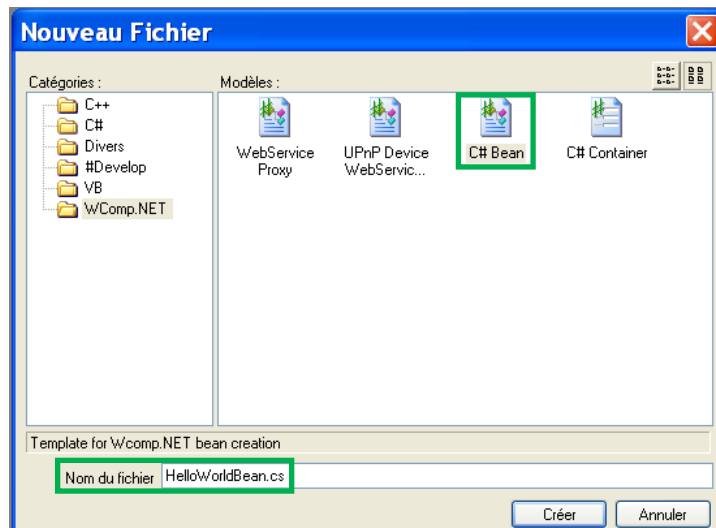 Nouveau Fichier
Catégories :
Modèles :
C++
C#
Divers
#Develop
VB
WComp.NET
WebService
Proxy
UPnP Device
WebServic...
C# Bean
C# Container
Template for Wcomp.NET bean creation
Nom du fichier HelloWorldBean.cs
Créer
Annuler